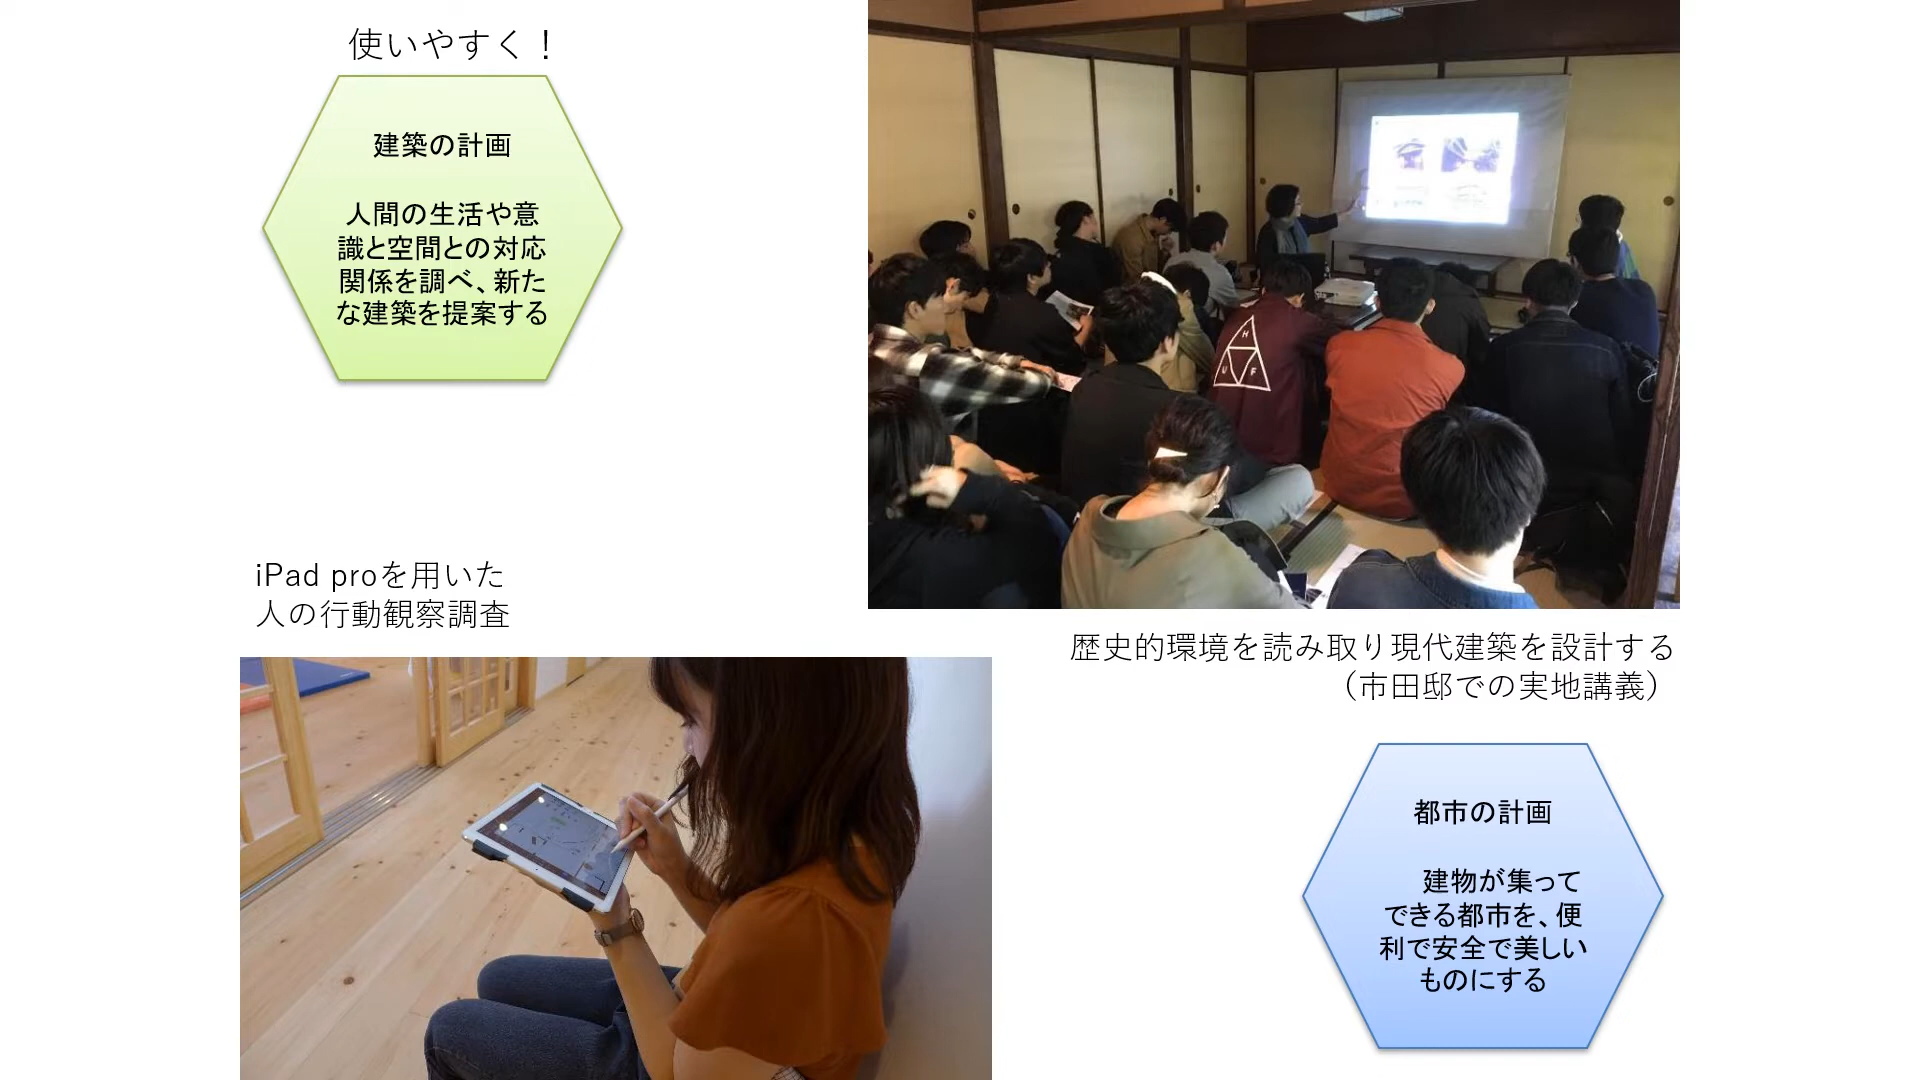 使いやすく！
建築の計画
人間の生活や意
識と空間との対応
関係を調べ、新た
な建築を提案する
H
U F
iPad proを用いた
人の行動観察調査
歴史的環境を読み取り現代建築を設計する
（市田邸での実地講義）
都市の計画
建物が集って
できる都市を、便
利で安全で美しい
ものにする